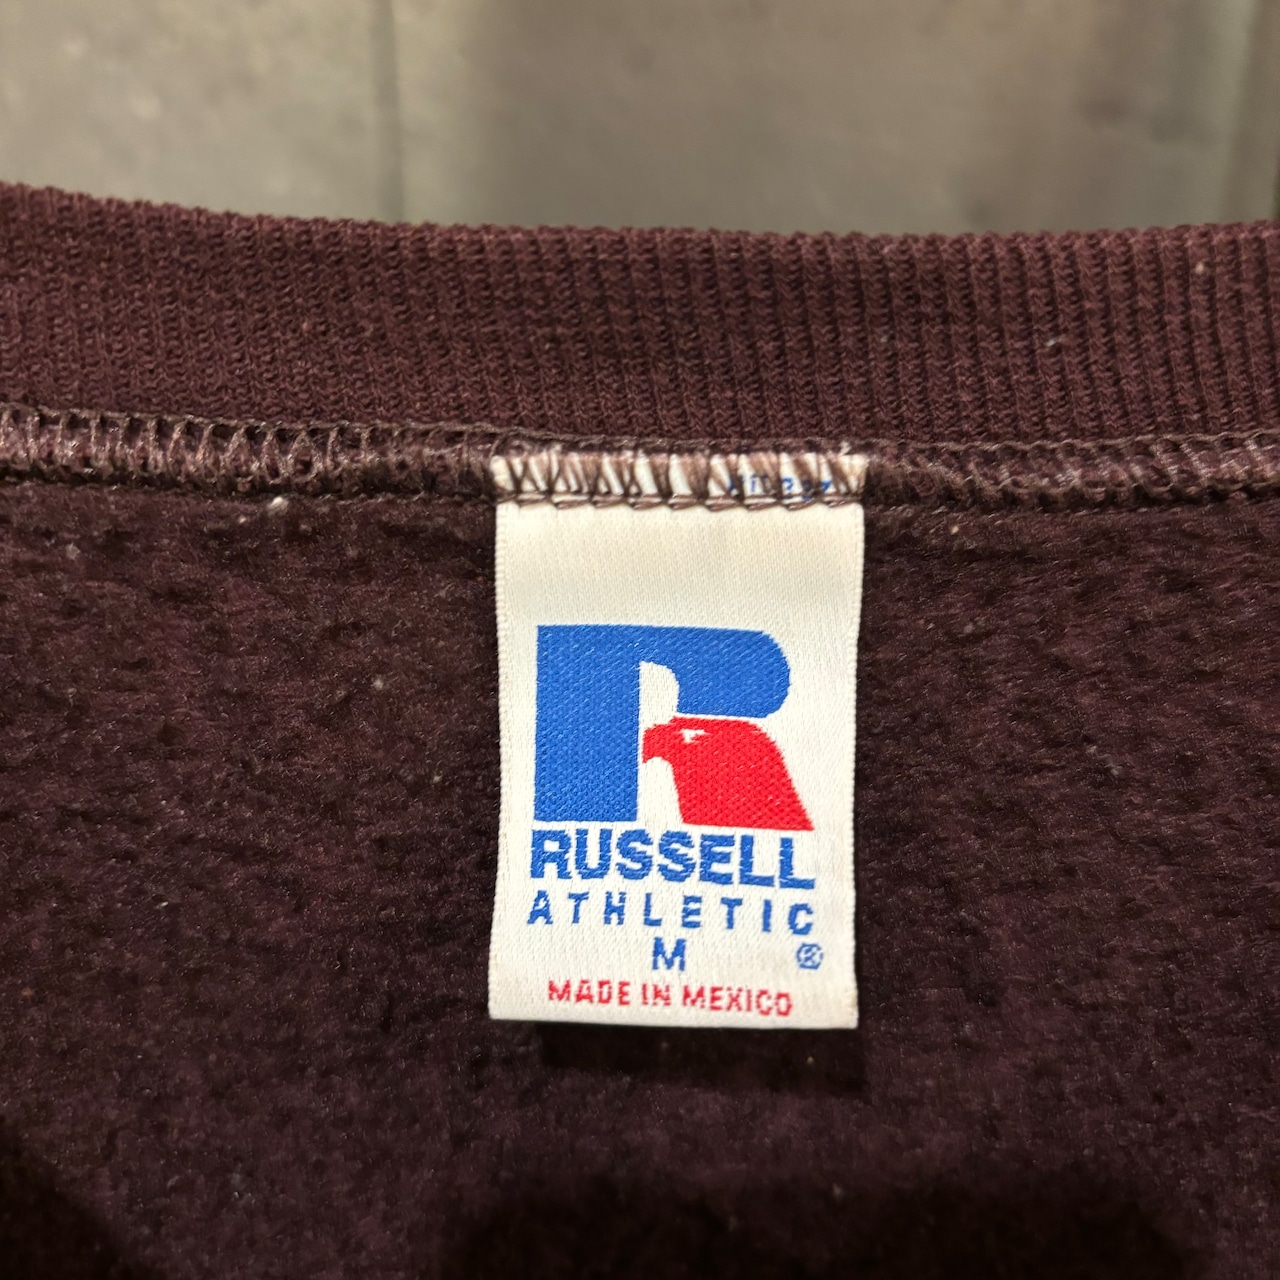 RUSSELL
ATHLETIC
M ®
MADE IN MEXICO